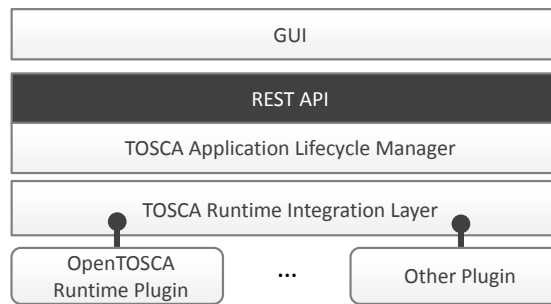 GUI
REST API
TOSCA Application Lifecycle Manager
TOSCA Runtime Integration Layer
OpenTOSCA
Runtime Plugin
...
Other Plugin